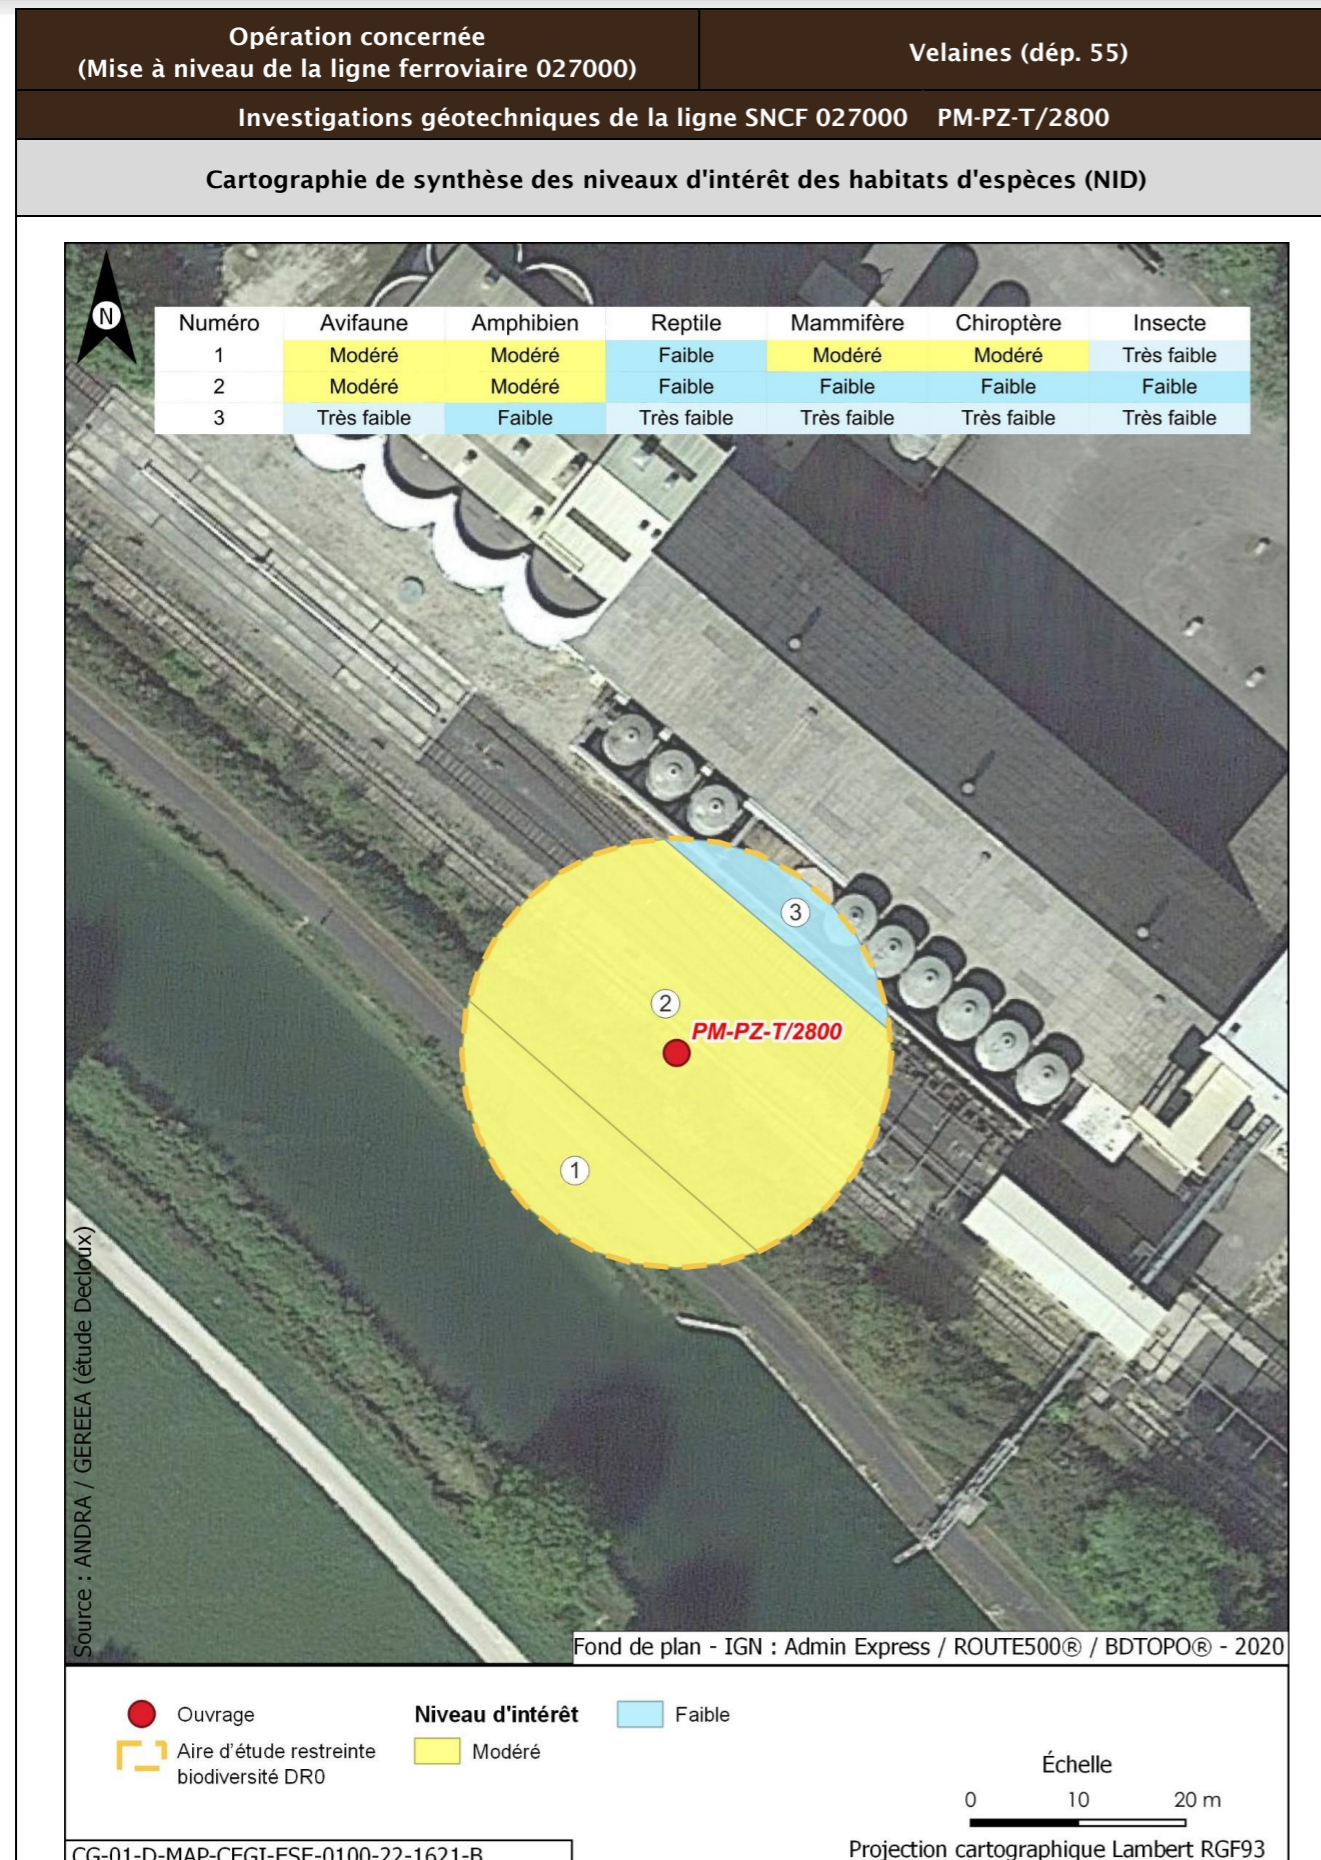 Opération concernée
(Mise à niveau de la ligne ferroviaire 027000)
Velaines (dép. 55)
Investigations géotechniques de la ligne SNCF 027000 PM-PZ-T/2800
Cartographie de synthèse des niveaux d'intérêt des habitats d'espèces (NID)
N
Numéro Avifaune Amphibien Reptile Mammifère Chiroptère Insecte
1 Modéré Modéré Faible Modéré Modéré Très faible
2 Modéré Modéré Faible Faible Faible Faible
3 Très faible Faible Très faible Très faible Très faible Très faible
3
2
PM-PZ-T/2800
1
Source : ANDRA / GEREEA (étude Decloux)
Fond de plan - IGN : Admin Express / ROUTE500® / BDTOPO® - 2020
Ouvrage
Aire d'étude restreinte
biodiversité DR0
Niveau d'intérêt
Modéré
Faible
Échelle
0 10 20 m
Projection cartographique Lambert RGF93
CG-01-D-MAP-CEGI-ESE-0100-22-1621-B